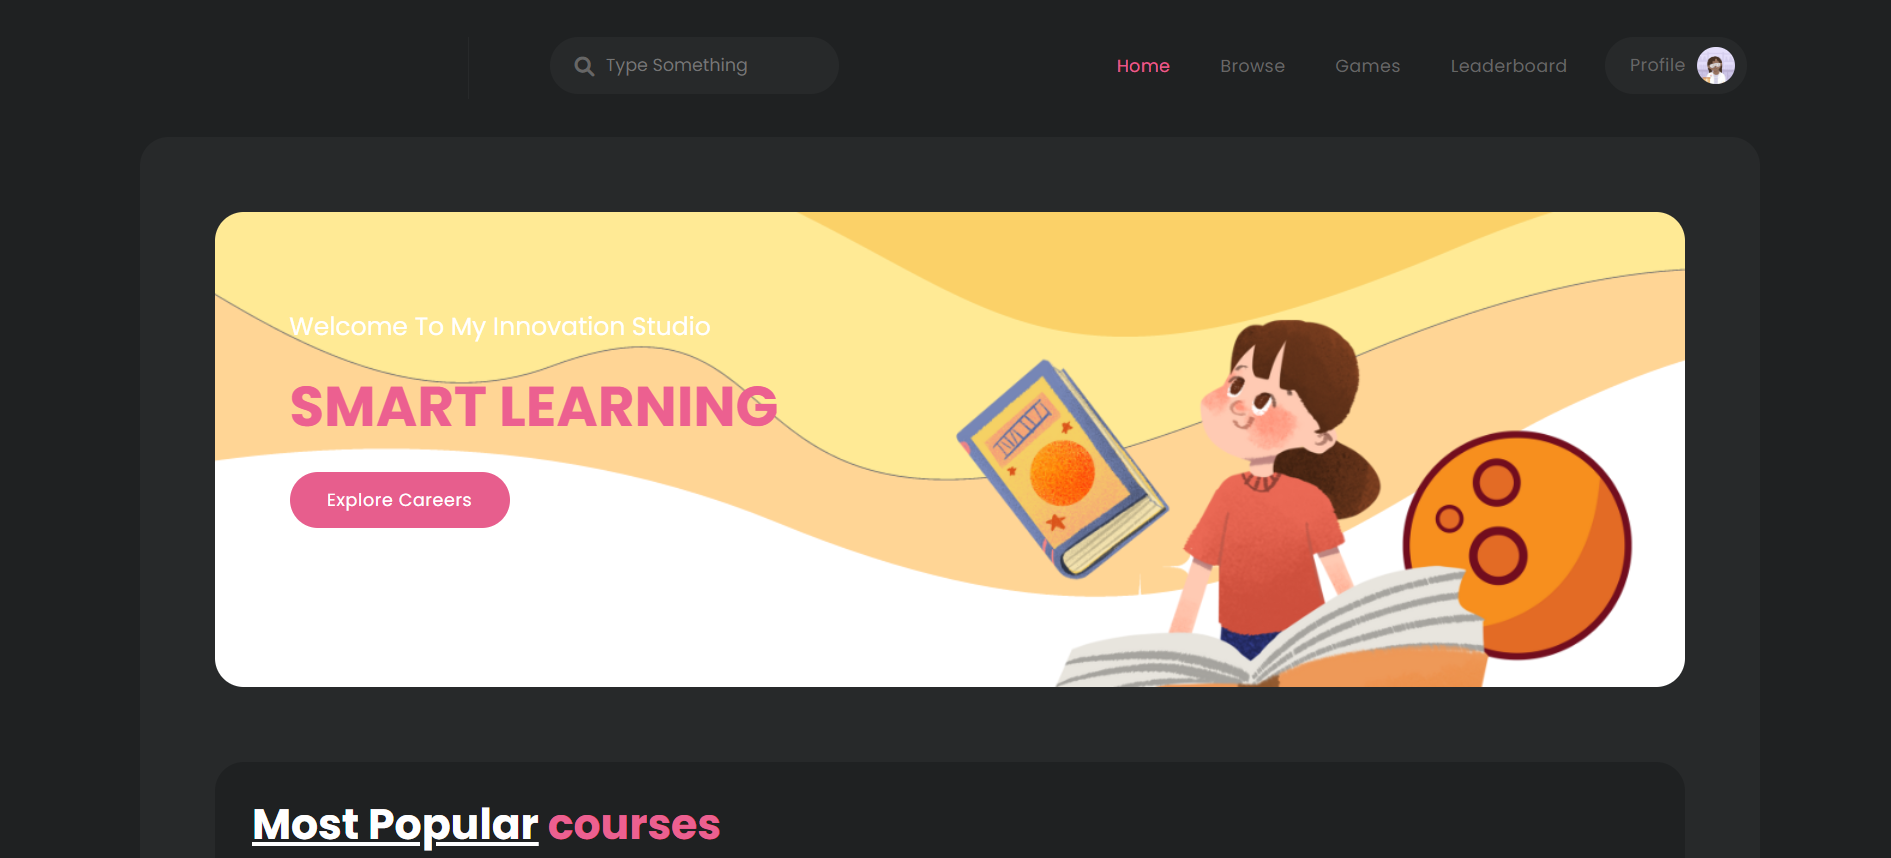 Type Something
Home
Browse
Games
Leaderboard
Profile
Welcome To My Innovation Studio
SMART LEARNING
Explore Careers
Most Popular courses